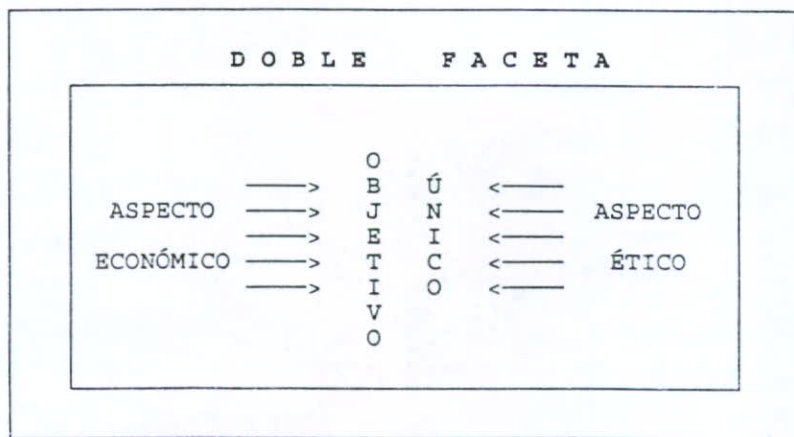 DOBLE FACETA
ASPECTO
ECONÓMICO
OBJETIVO
ÚNICO
ASPECTO
ÉTICO